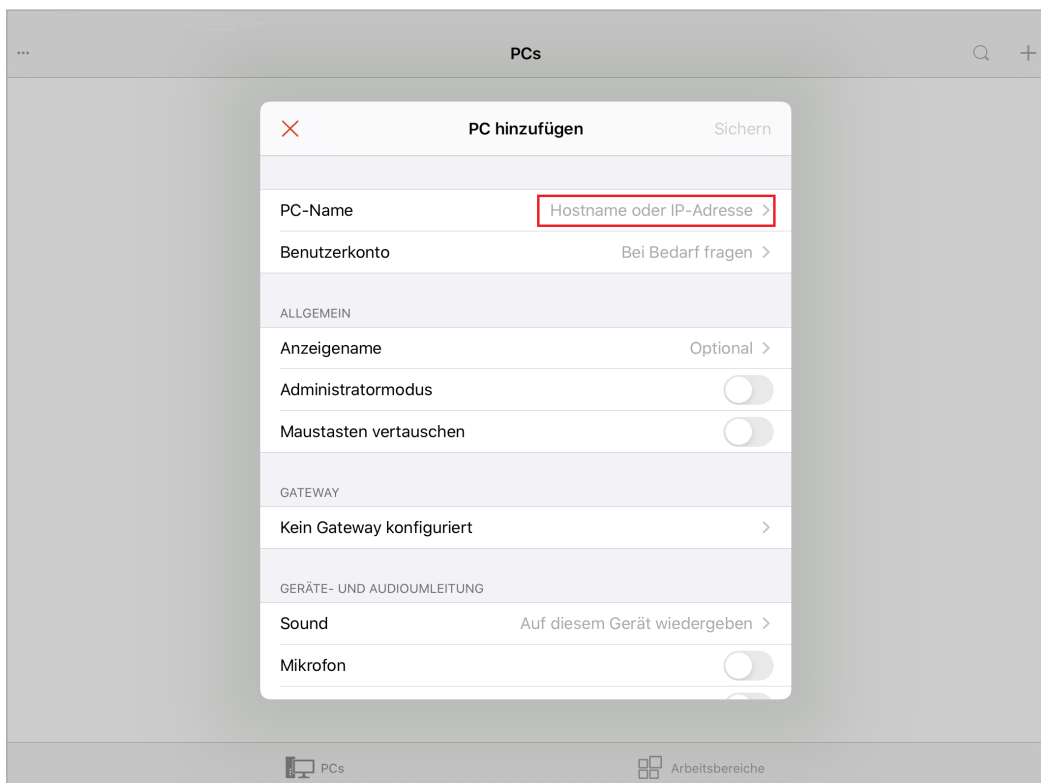 PCs
PC hinzufügen Sichern
PC-Name Hostname oder IP-Adresse
Benutzerkonto Bei Bedarf fragen
ALLGEMEIN
Anzeigename Optional
Administratormodus
Maustasten vertauschen
GATEWAY
Kein Gateway konfiguriert
GERÄTE- UND AUDIOUMLEITUNG
Sound Auf diesem Gerät wiedergeben
Mikrofon
PCs Arbeitsbereiche